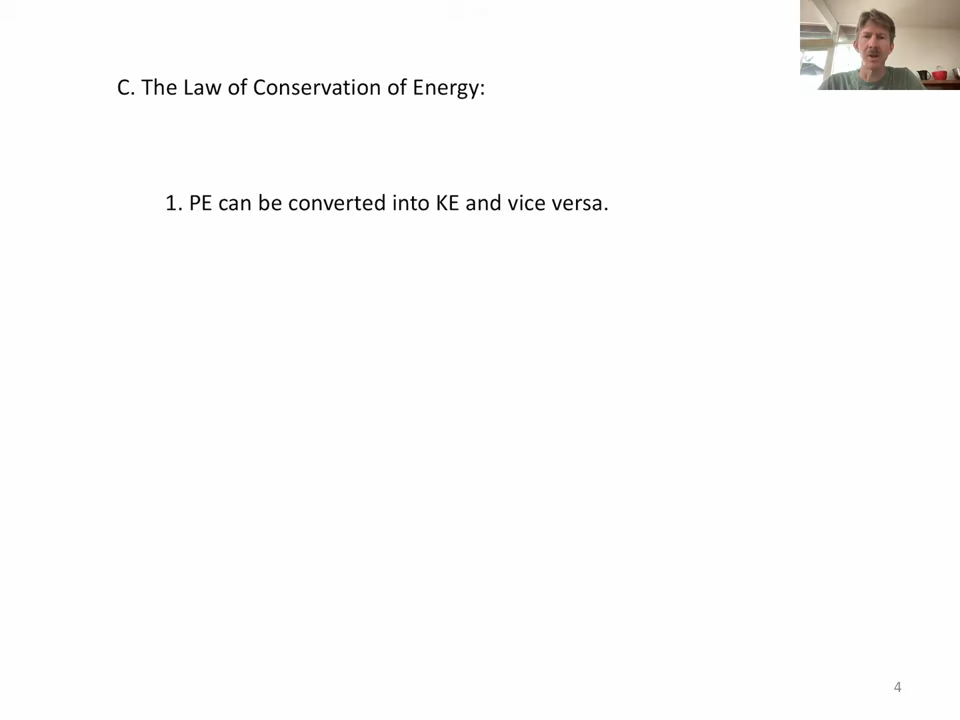 C. The Law of Conservation of Energy:
1. PE can be converted into KE and vice versa.
4